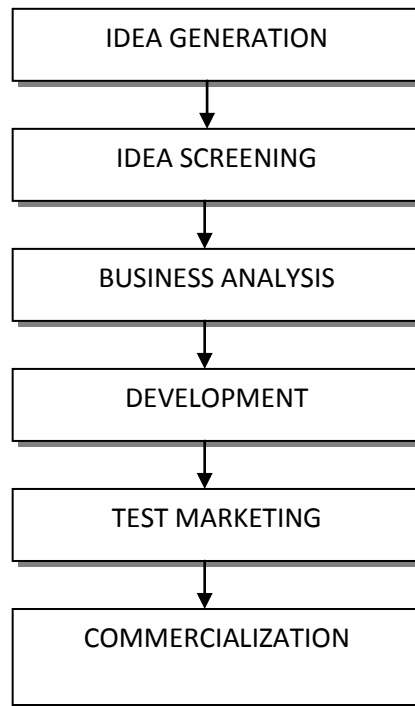 IDEA GENERATION
IDEA SCREENING
BUSINESS ANALYSIS
DEVELOPMENT
TEST MARKETING
COMMERCIALIZATION